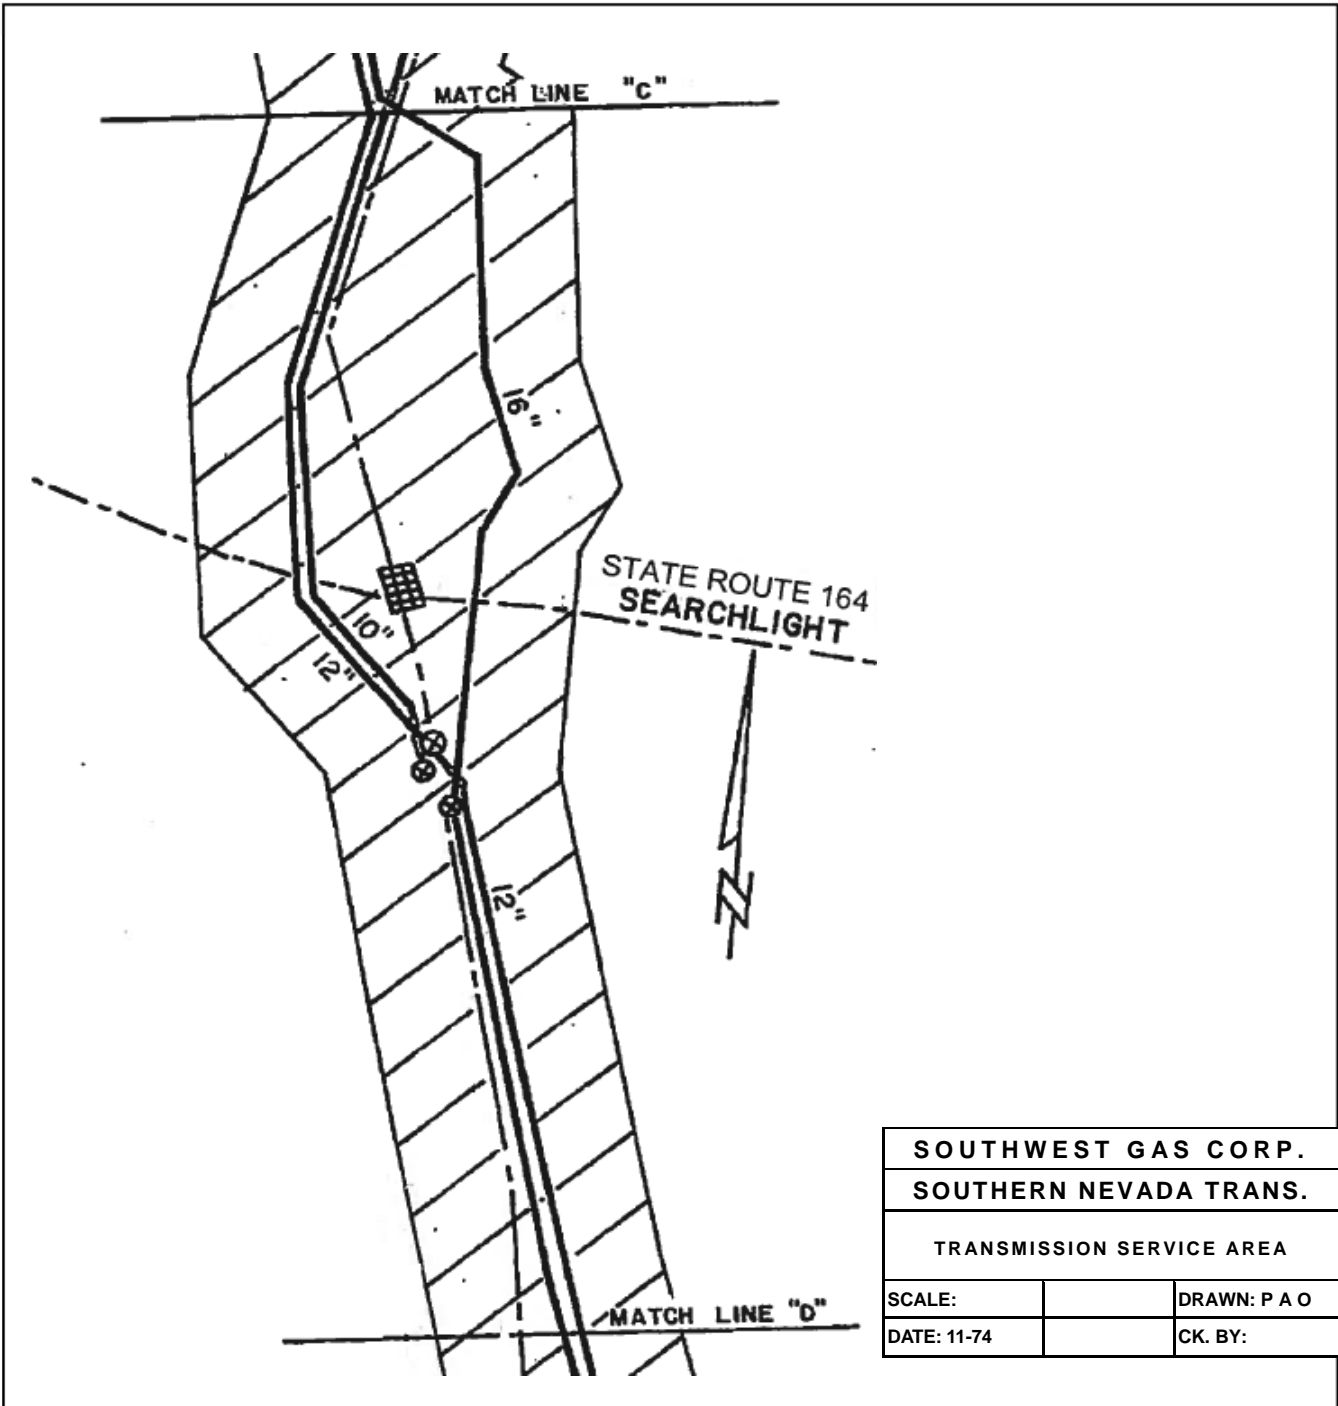 MATCH LINE "C"
16"
STATE ROUTE 164
SEARCHLIGHT
10"
12"
12"
N
MATCH LINE "D"
SOUTHWEST GAS CORP.
SOUTHERN NEVADA TRANS.
TRANSMISSION SERVICE AREA
SCALE:
DRAWN: P A O
DATE: 11-74
CK. BY: